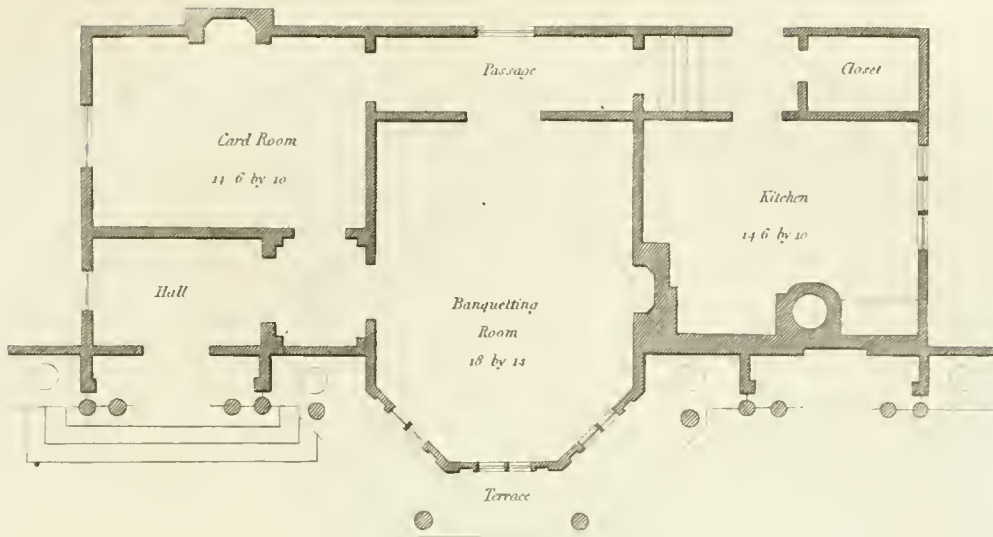 Passage
Closet
Card Room
14 6 by 10
Kitchen
14 6 by 10
Hall
Banquetting
Room
18 by 14
Terrace